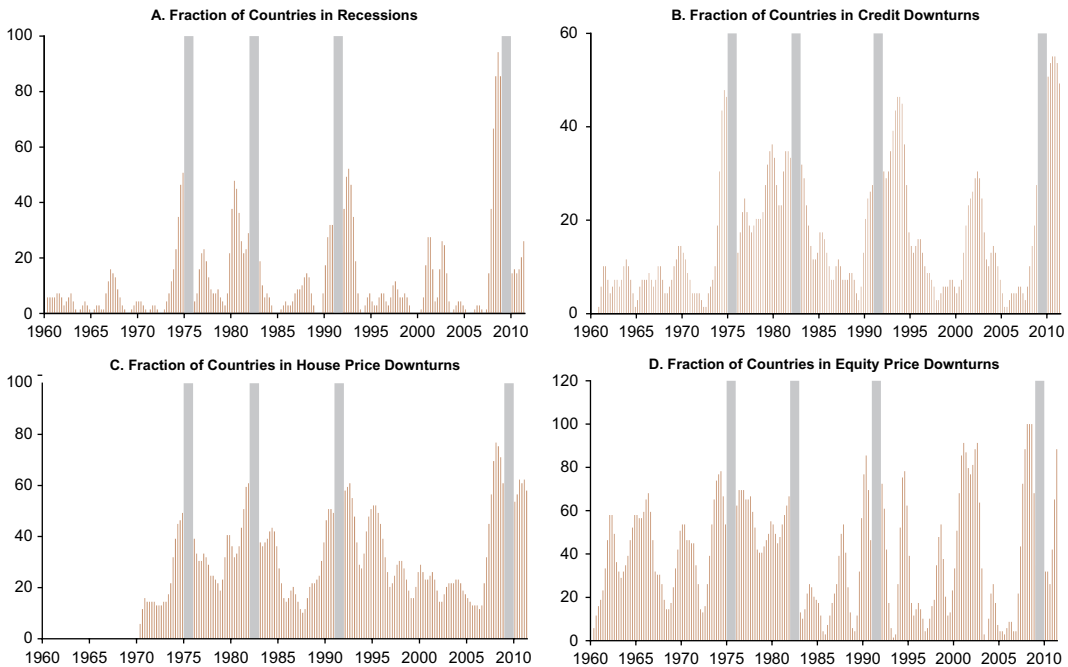 A. Fraction of Countries in Recessions
100
80
60
40
20
0
1960 1965 1970 1975 1980 1985 1990 1995 2000 2005 2010
B. Fraction of Countries in Credit Downturns
60
40
20
0
1960 1965 1970 1975 1980 1985 1990 1995 2000 2005 2010
C. Fraction of Countries in House Price Downturns
100
80
60
40
20
0
1960 1965 1970 1975 1980 1985 1990 1995 2000 2005 2010
D. Fraction of Countries in Equity Price Downturns
120
100
80
60
40
20
0
1960 1965 1970 1975 1980 1985 1990 1995 2000 2005 2010